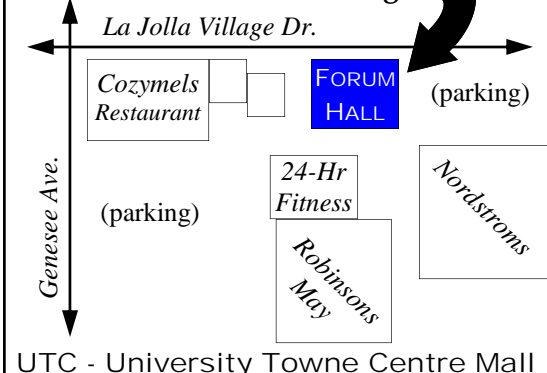 La Jolla Village Dr.
Cozymels
Restaurant
FORUM
HALL
(parking)
Genesee Ave.
(parking)
24-Hr
Fitness
Nordstroms
Robinsons
May
UTC - University Towne Centre Mall